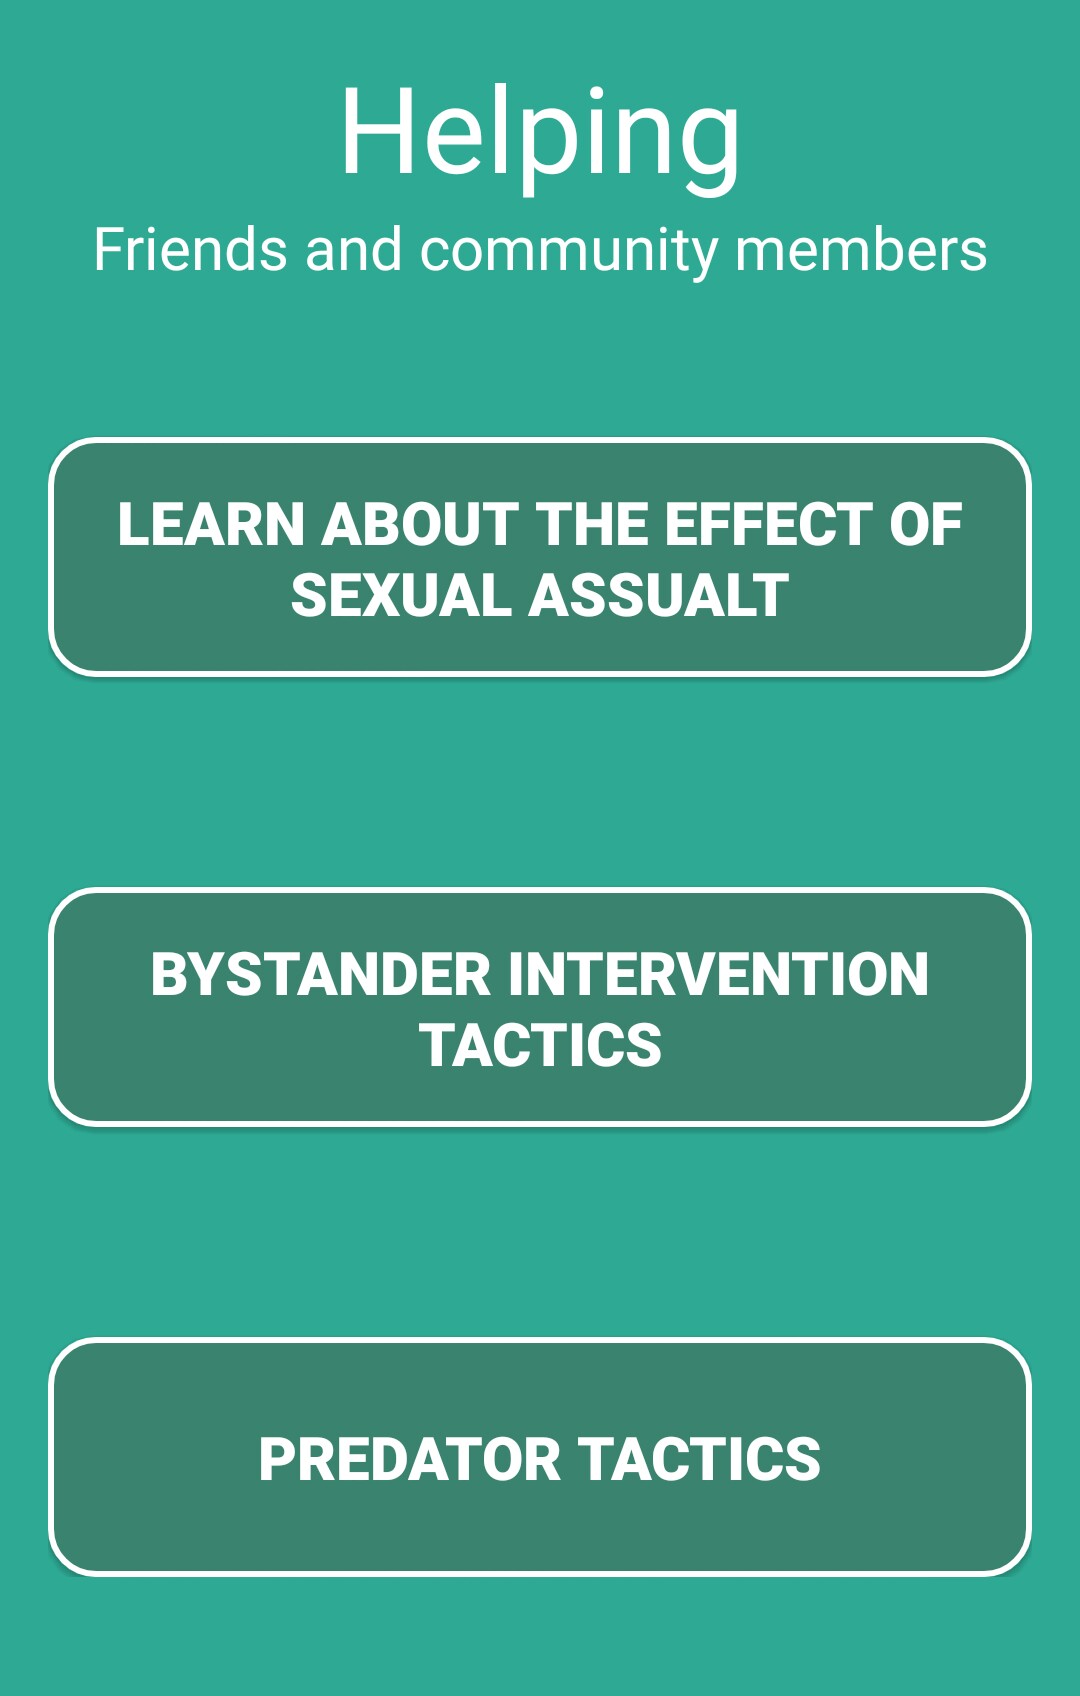 Helping
Friends and community members
LEARN ABOUT THE EFFECT OF
SEXUAL ASSUALT
BYSTANDER INTERVENTION
TACTICS
PREDATOR TACTICS